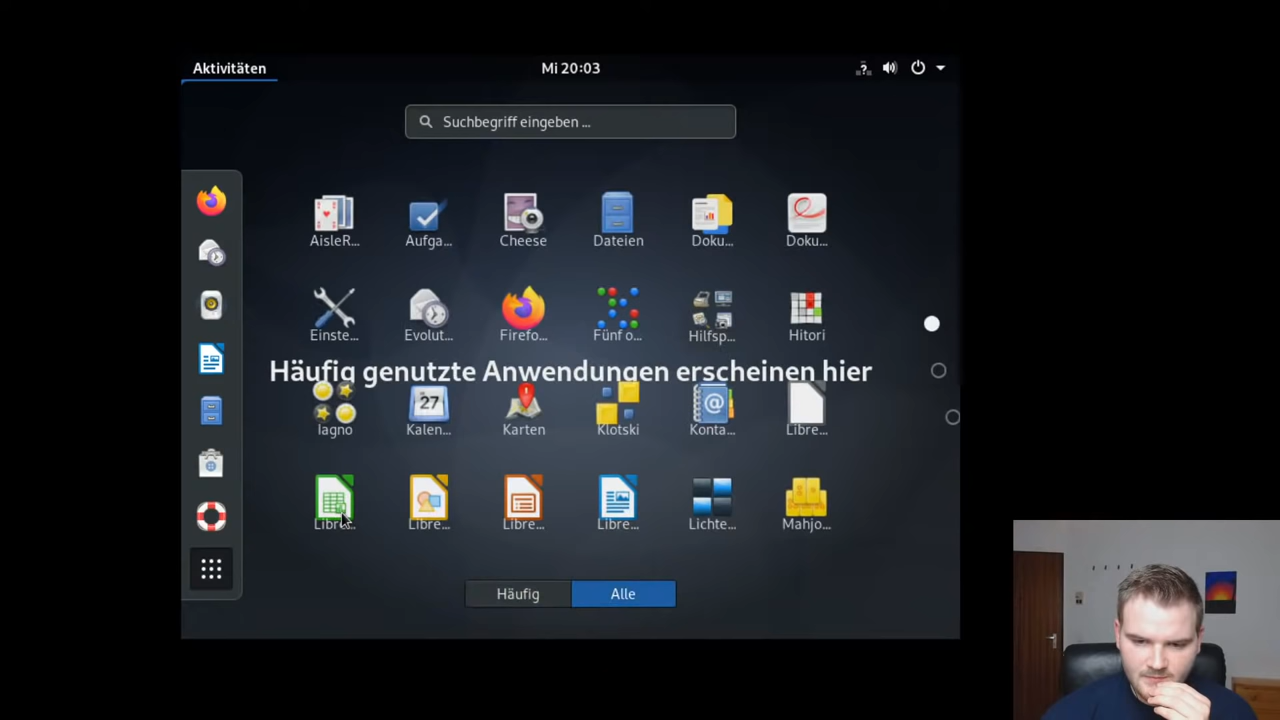 Aktivitäten
Mi 20:03
Suchbegriff eingeben ...
AisleR...
Aufga...
Cheese
Dateien
Doku...
Doku...
Einste...
Evolut...
Firefo...
Fünf o...
Hilfsp...
Hitori
Häufig genutzte Anwendungen erscheinen hier
Iagno
Kalen...
27
Karten
Klotski
Konta...
Libre...
Libre...
Libre...
Libre...
Libre...
Lichte...
Mahjo...
Häufig
Alle